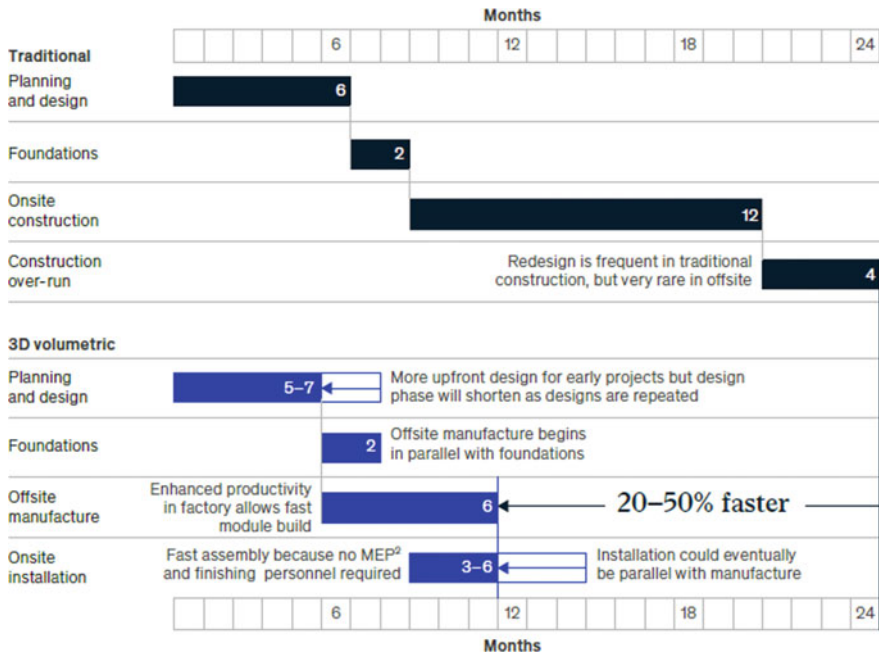 Months
6 12 18 24
Traditional
Planning
and design
6
Foundations
2
Onsite
construction
12
Construction
over-run
Redesign is frequent in traditional
construction, but very rare in offsite
4
3D volumetric
Planning
and design
5–7
More upfront design for early projects but design
phase will shorten as designs are repeated
Foundations
2
Offsite manufacture begins
in parallel with foundations
Offsite
manufacture
Enhanced productivity
in factory allows fast
module build
6
20–50% faster
Onsite
installation
Fast assembly because no MEP²
and finishing personnel required
3–6
Installation could eventually
be parallel with manufacture
6 12 18 24
Months